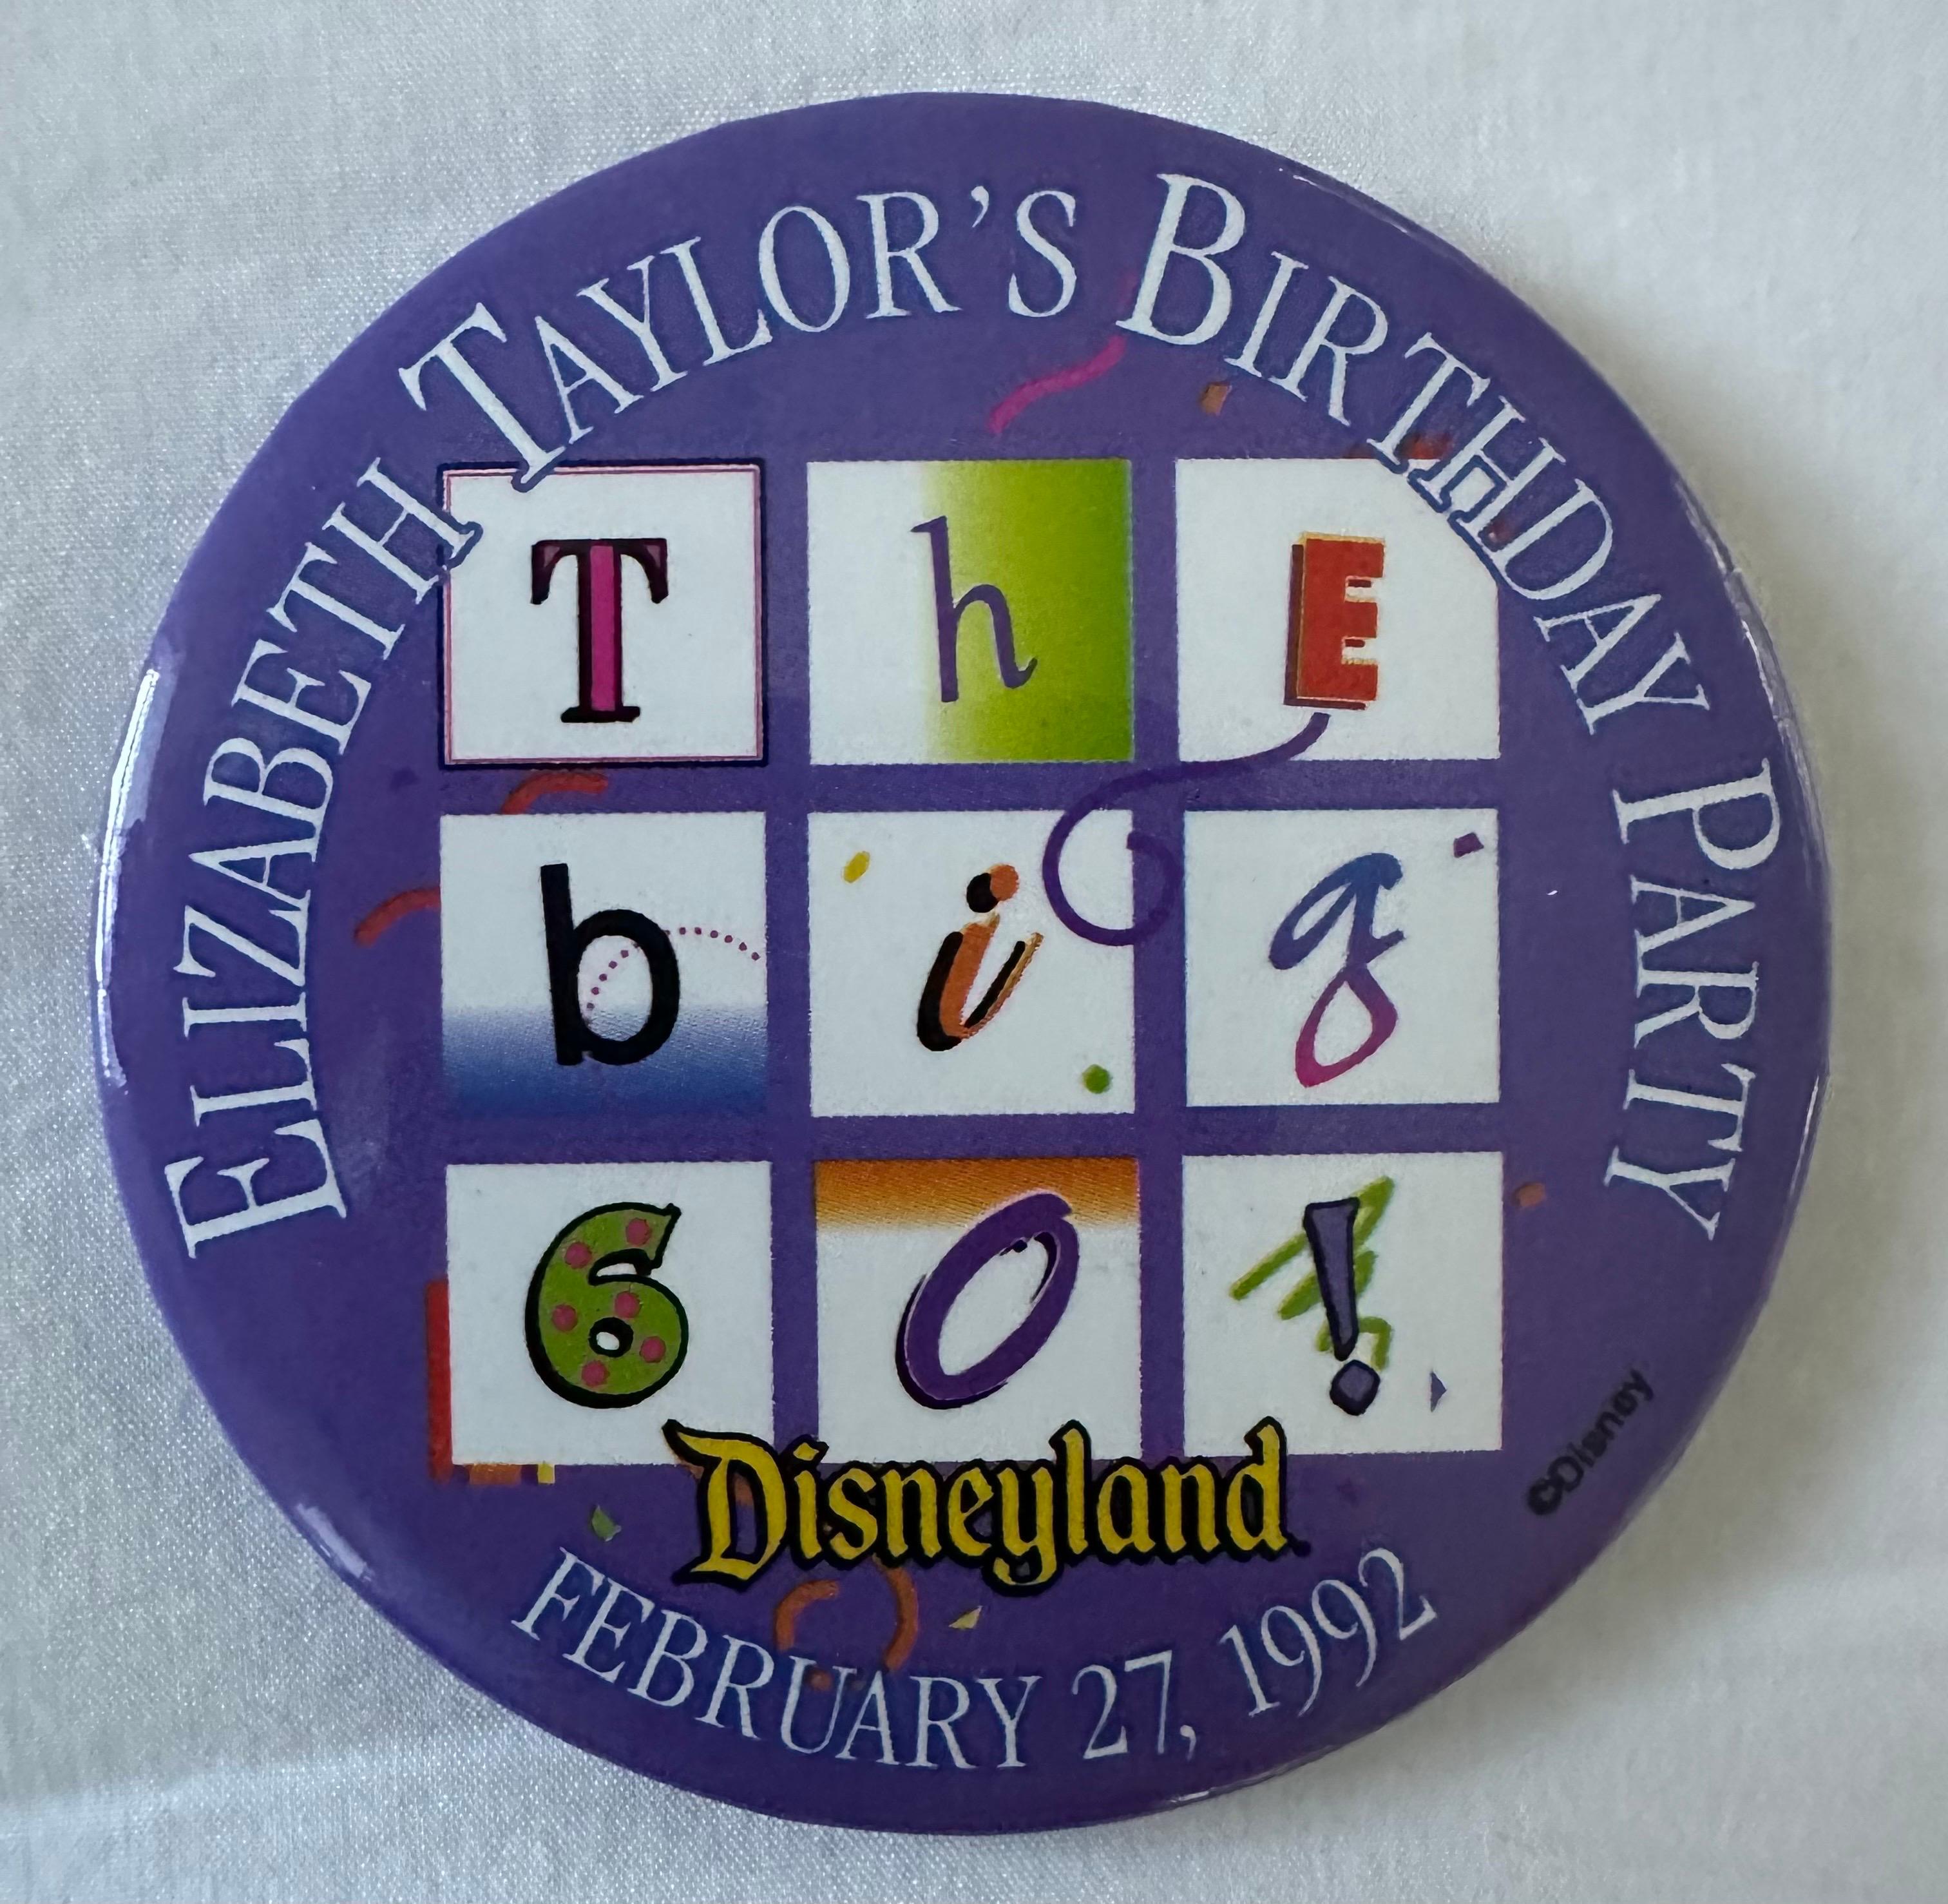 ELIZABETH TAYLOR'S BIRTHDAY PARTY
ThE
big
60!
Disneyland
FEBRUARY 27, 1992
©Disney